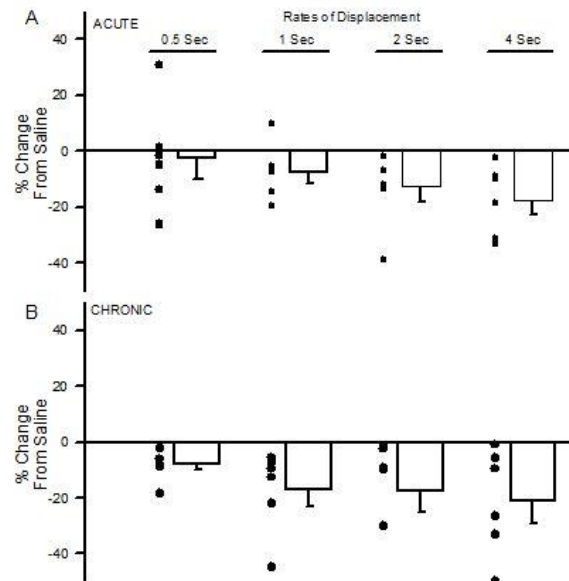 A
ACUTE
Rates of Displacement
0.5 Sec
1 Sec
2 Sec
4 Sec
% Change
From Saline
40
20
0
-20
-40
B
CHRONIC
% Change
From Saline
40
20
0
-20
-40